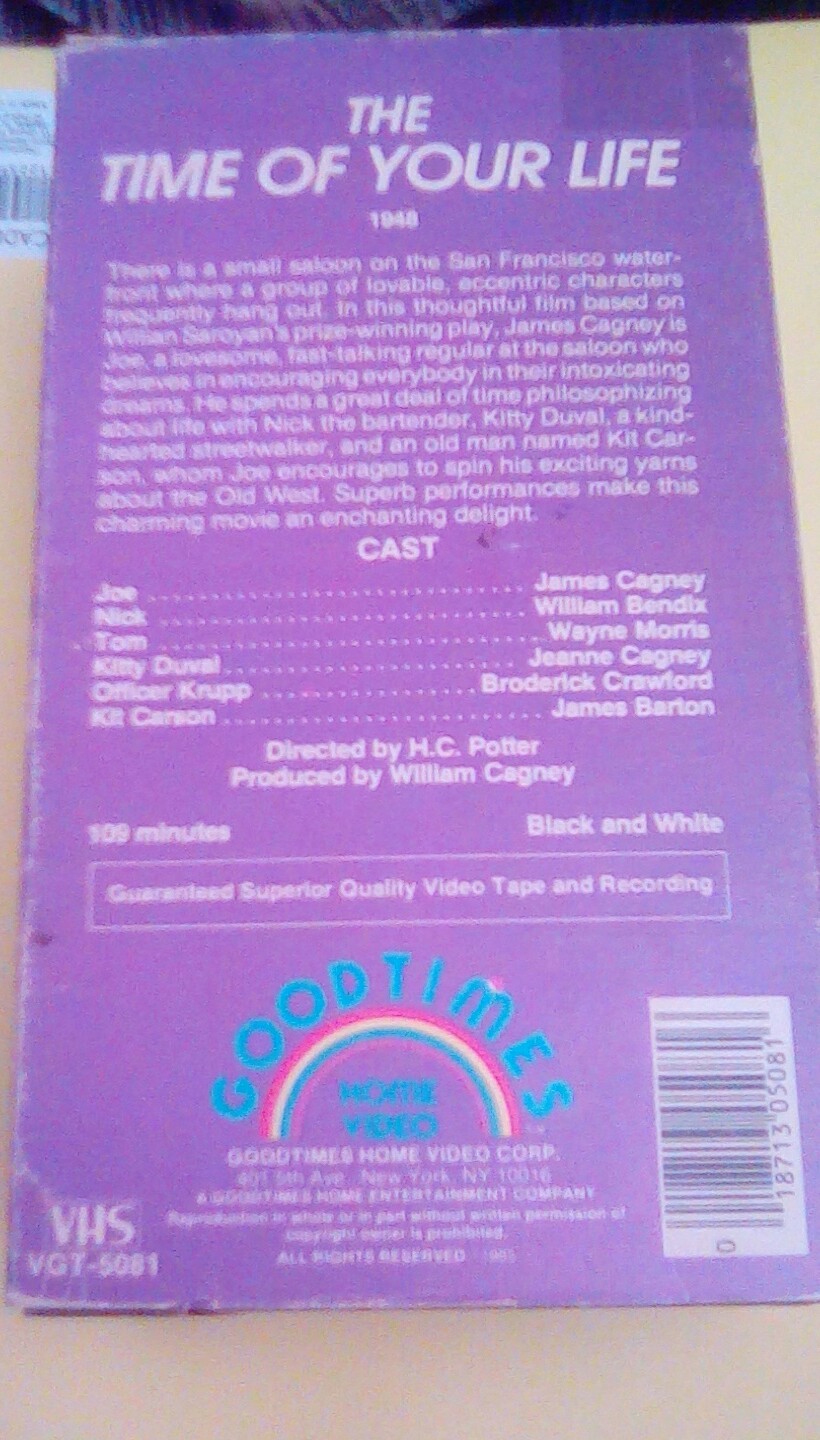 THE
TIME OF YOUR LIFE
1948
There is a small saloon on the San Francisco water-
front where a group of lovable, eccentric characters
frequently hang out. In this thoughtful film based on
Willian Saroyan's prize-winning play, James Cagney is
Joe, a lovesome, fast-talking regular at the saloon who
believes in encouraging everybody in their intoxicating
dreams. He spends a great deal of time philosophizing
about life with Nick the bartender, Kitty Duval, a kind-
hearted streetwalker, and an old man named Kit Car-
son, whom Joe encourages to spin his exciting yarns
about the Old West. Superb performances make this
charming movie an enchanting delight.
CAST
Joe ............................ James Cagney
Nick ............................ William Bendix
Tom ............................ Wayne Morris
Kitty Duval ........................ Jeanne Cagney
Officer Krupp .................. Broderick Crawford
Kit Carson ........................ James Barton
Directed by H.C. Potter
Produced by William Cagney
109 minutes
Black and White
Guaranteed Superior Quality Video Tape and Recording
GOODTIMES
HOME
VIDEO
GOODTIMES HOME VIDEO CORP.
401 5th Ave., New York, NY 10016
A GOODTIMES HOME ENTERTAINMENT COMPANY
Reproduction in whole or in part without written permission of
copyright owner is prohibited.
ALL RIGHTS RESERVED
VHS
VGT-5081
0 18713 05081